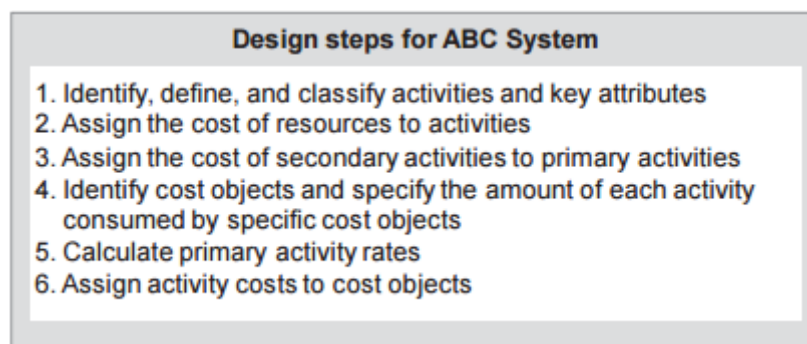 Design steps for ABC System
1. Identify, define, and classify activities and key attributes
2. Assign the cost of resources to activities
3. Assign the cost of secondary activities to primary activities
4. Identify cost objects and specify the amount of each activity
consumed by specific cost objects
5. Calculate primary activity rates
6. Assign activity costs to cost objects